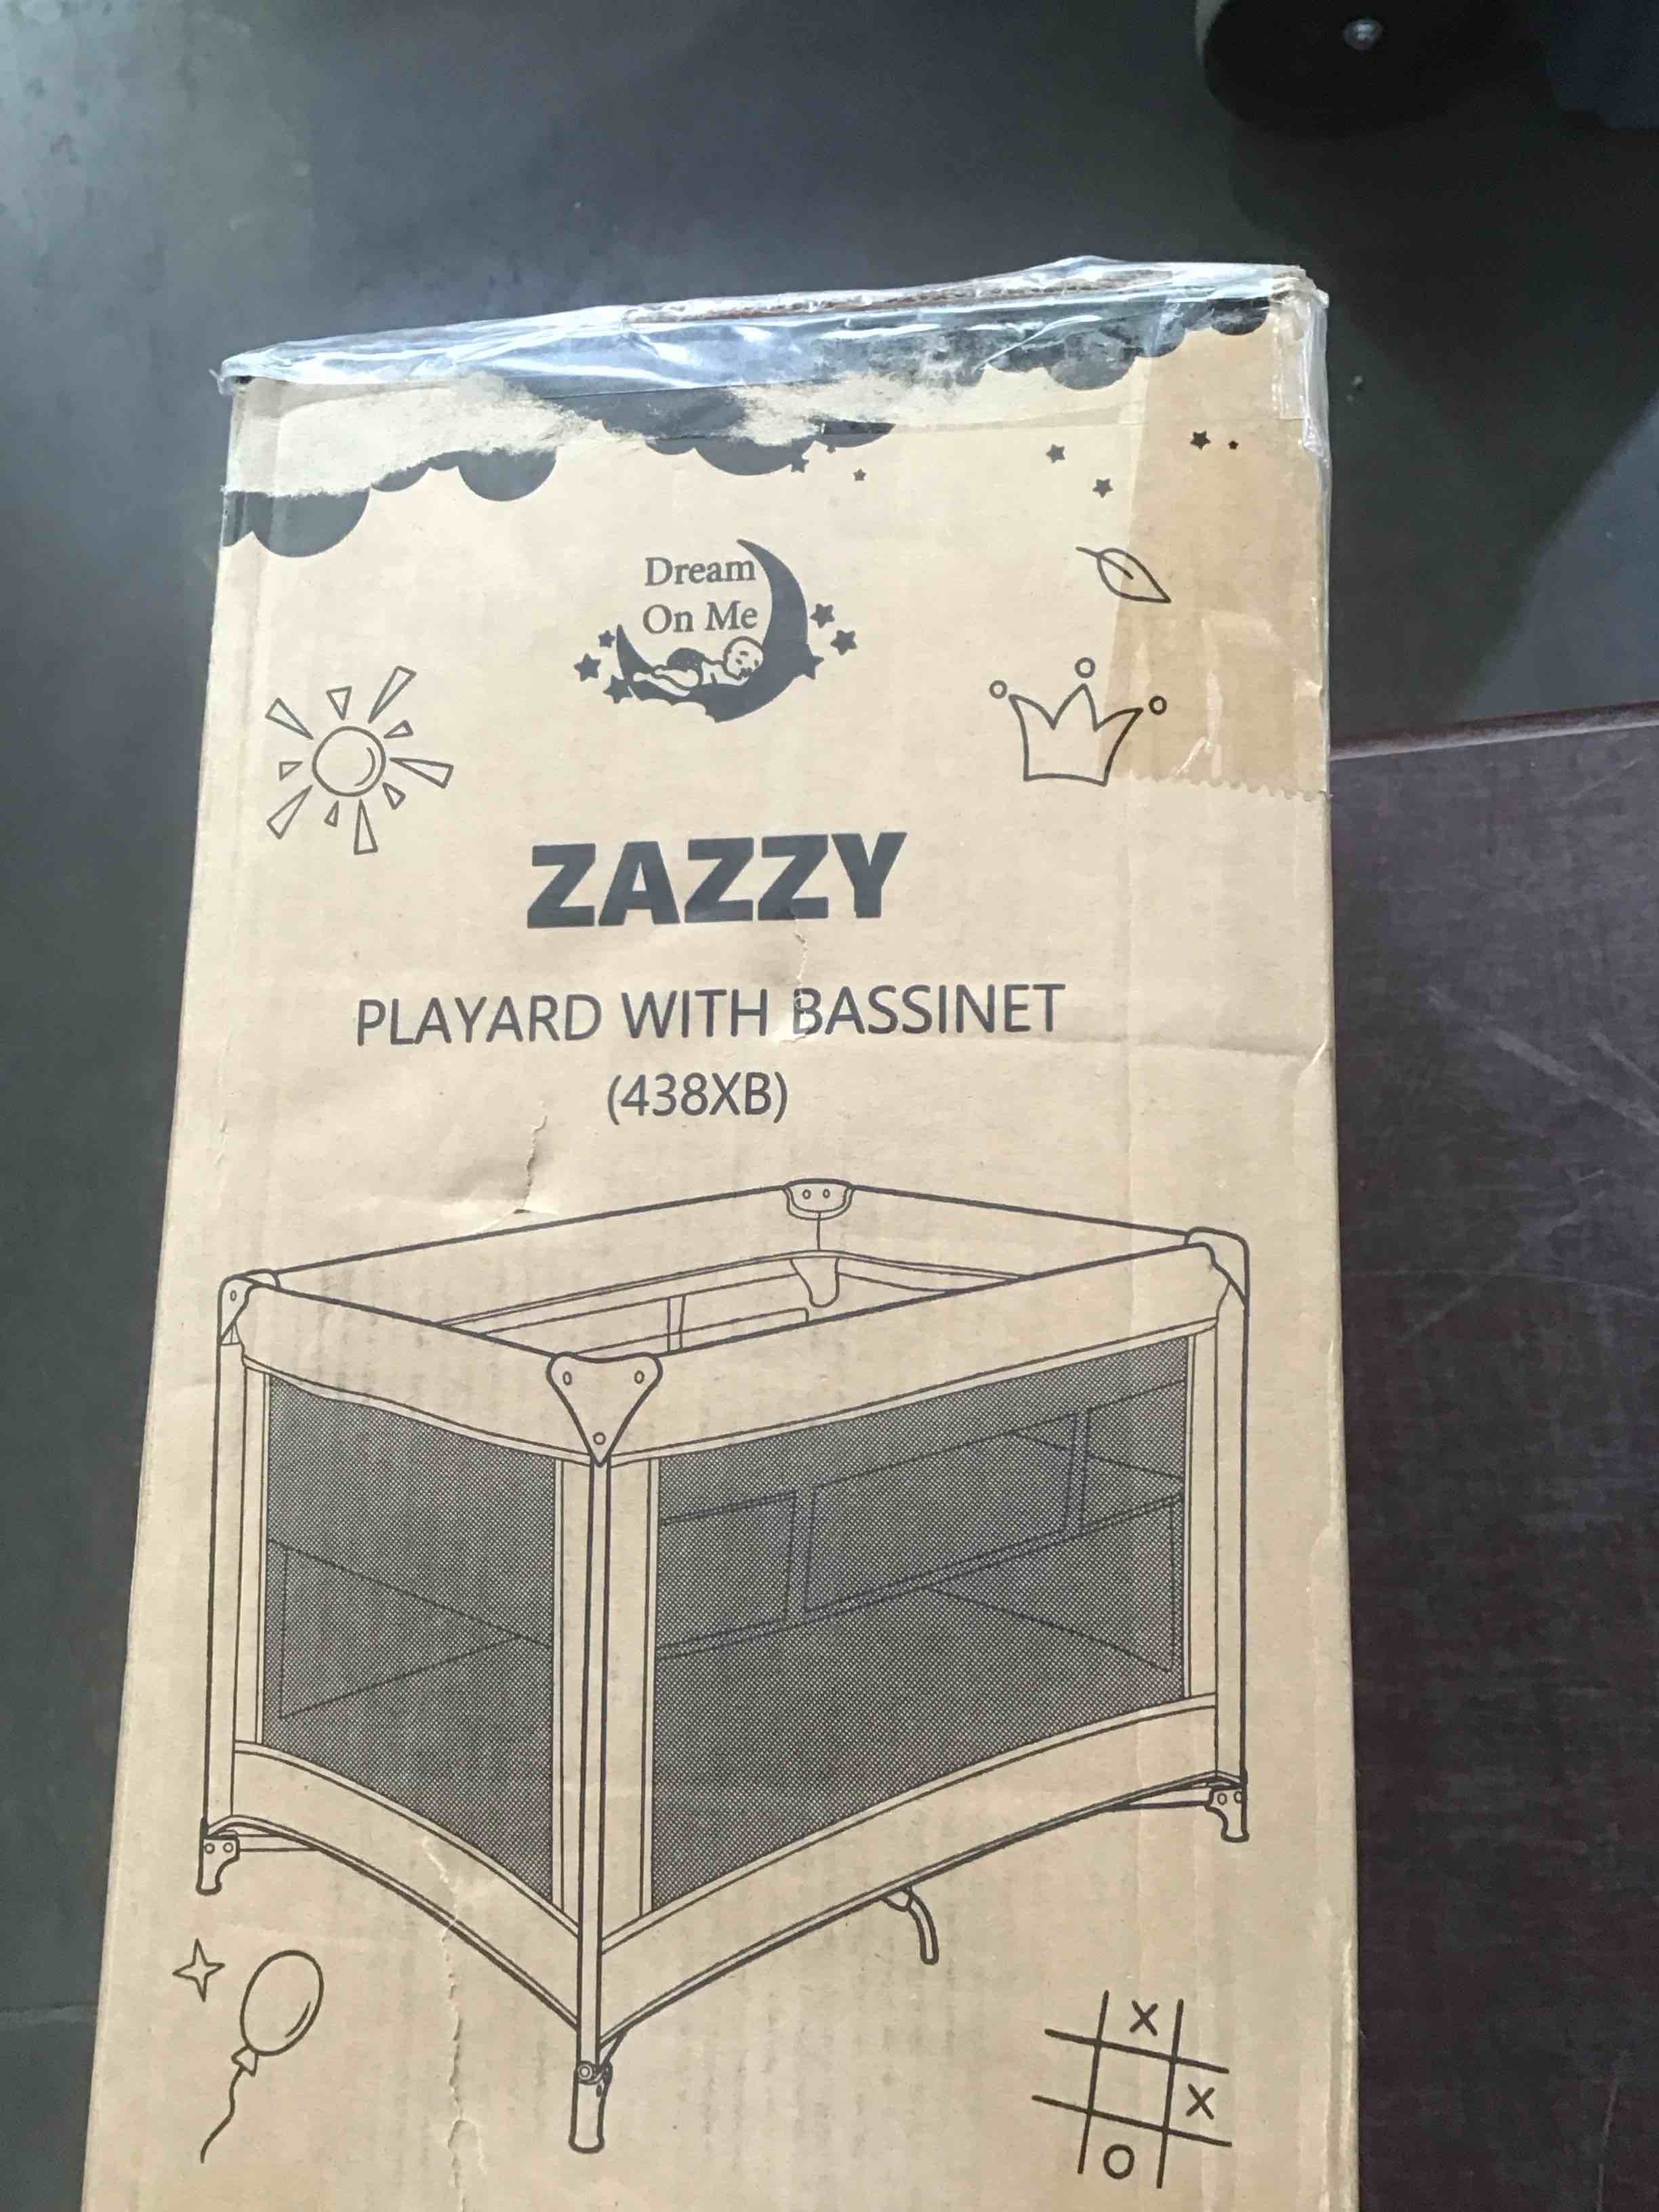 Dream
On Me
ZAZZY
PLAYARD WITH BASSINET
(438XB)
X
X
O